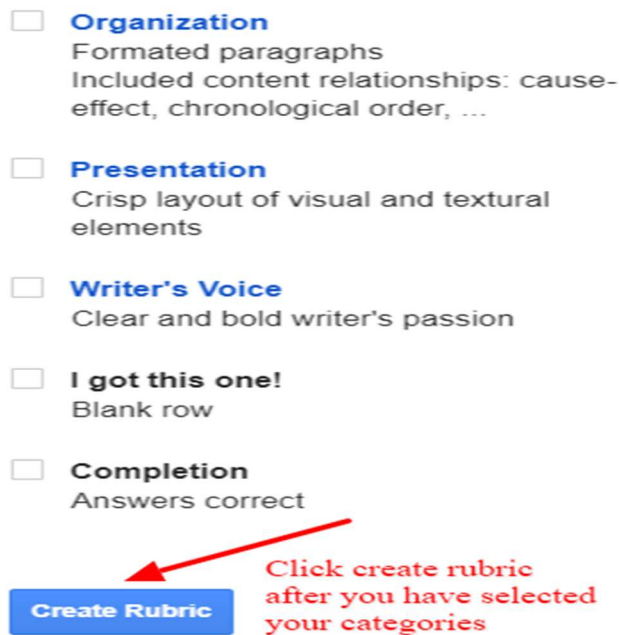 Organization
Formated paragraphs
Included content relationships: cause-
effect, chronological order, ...
Presentation
Crisp layout of visual and textural
elements
Writer's Voice
Clear and bold writer's passion
I got this one!
Blank row
Completion
Answers correct
Click create rubric
after you have selected
your categories
Create Rubric